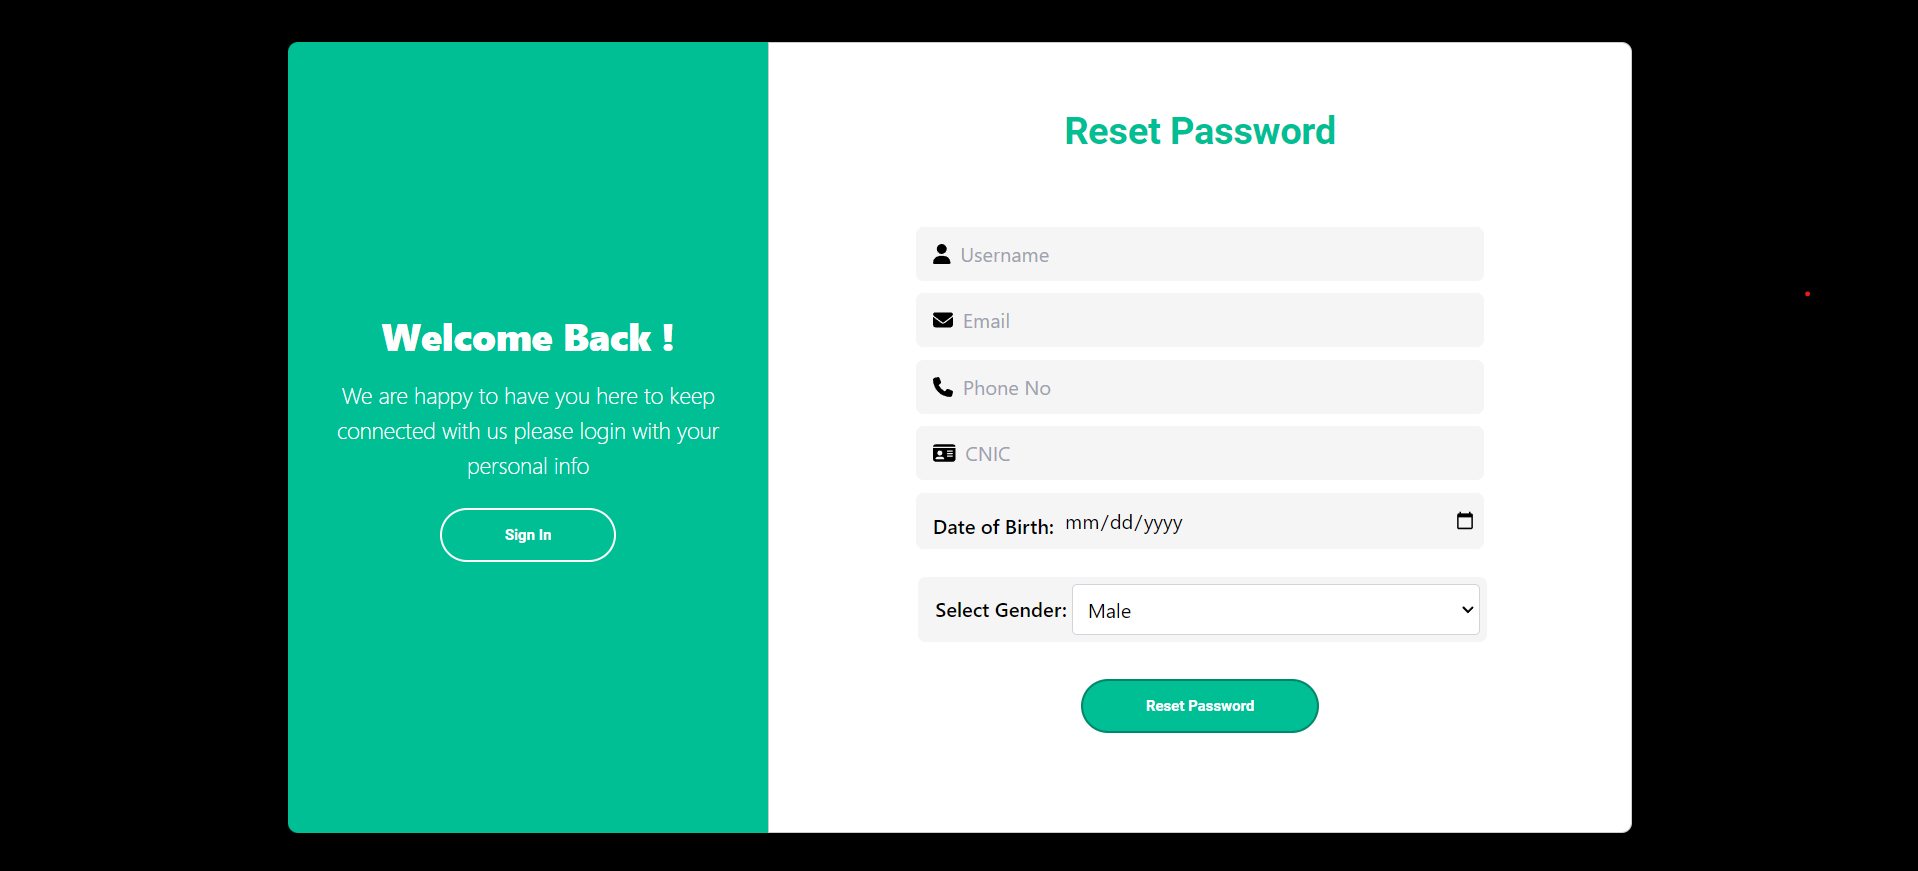 Welcome Back !
We are happy to have you here to keep
connected with us please login with your
personal info
Sign In
Reset Password
Username
Email
Phone No
CNIC
Date of Birth: mm/dd/yyyy
Select Gender: Male
Reset Password